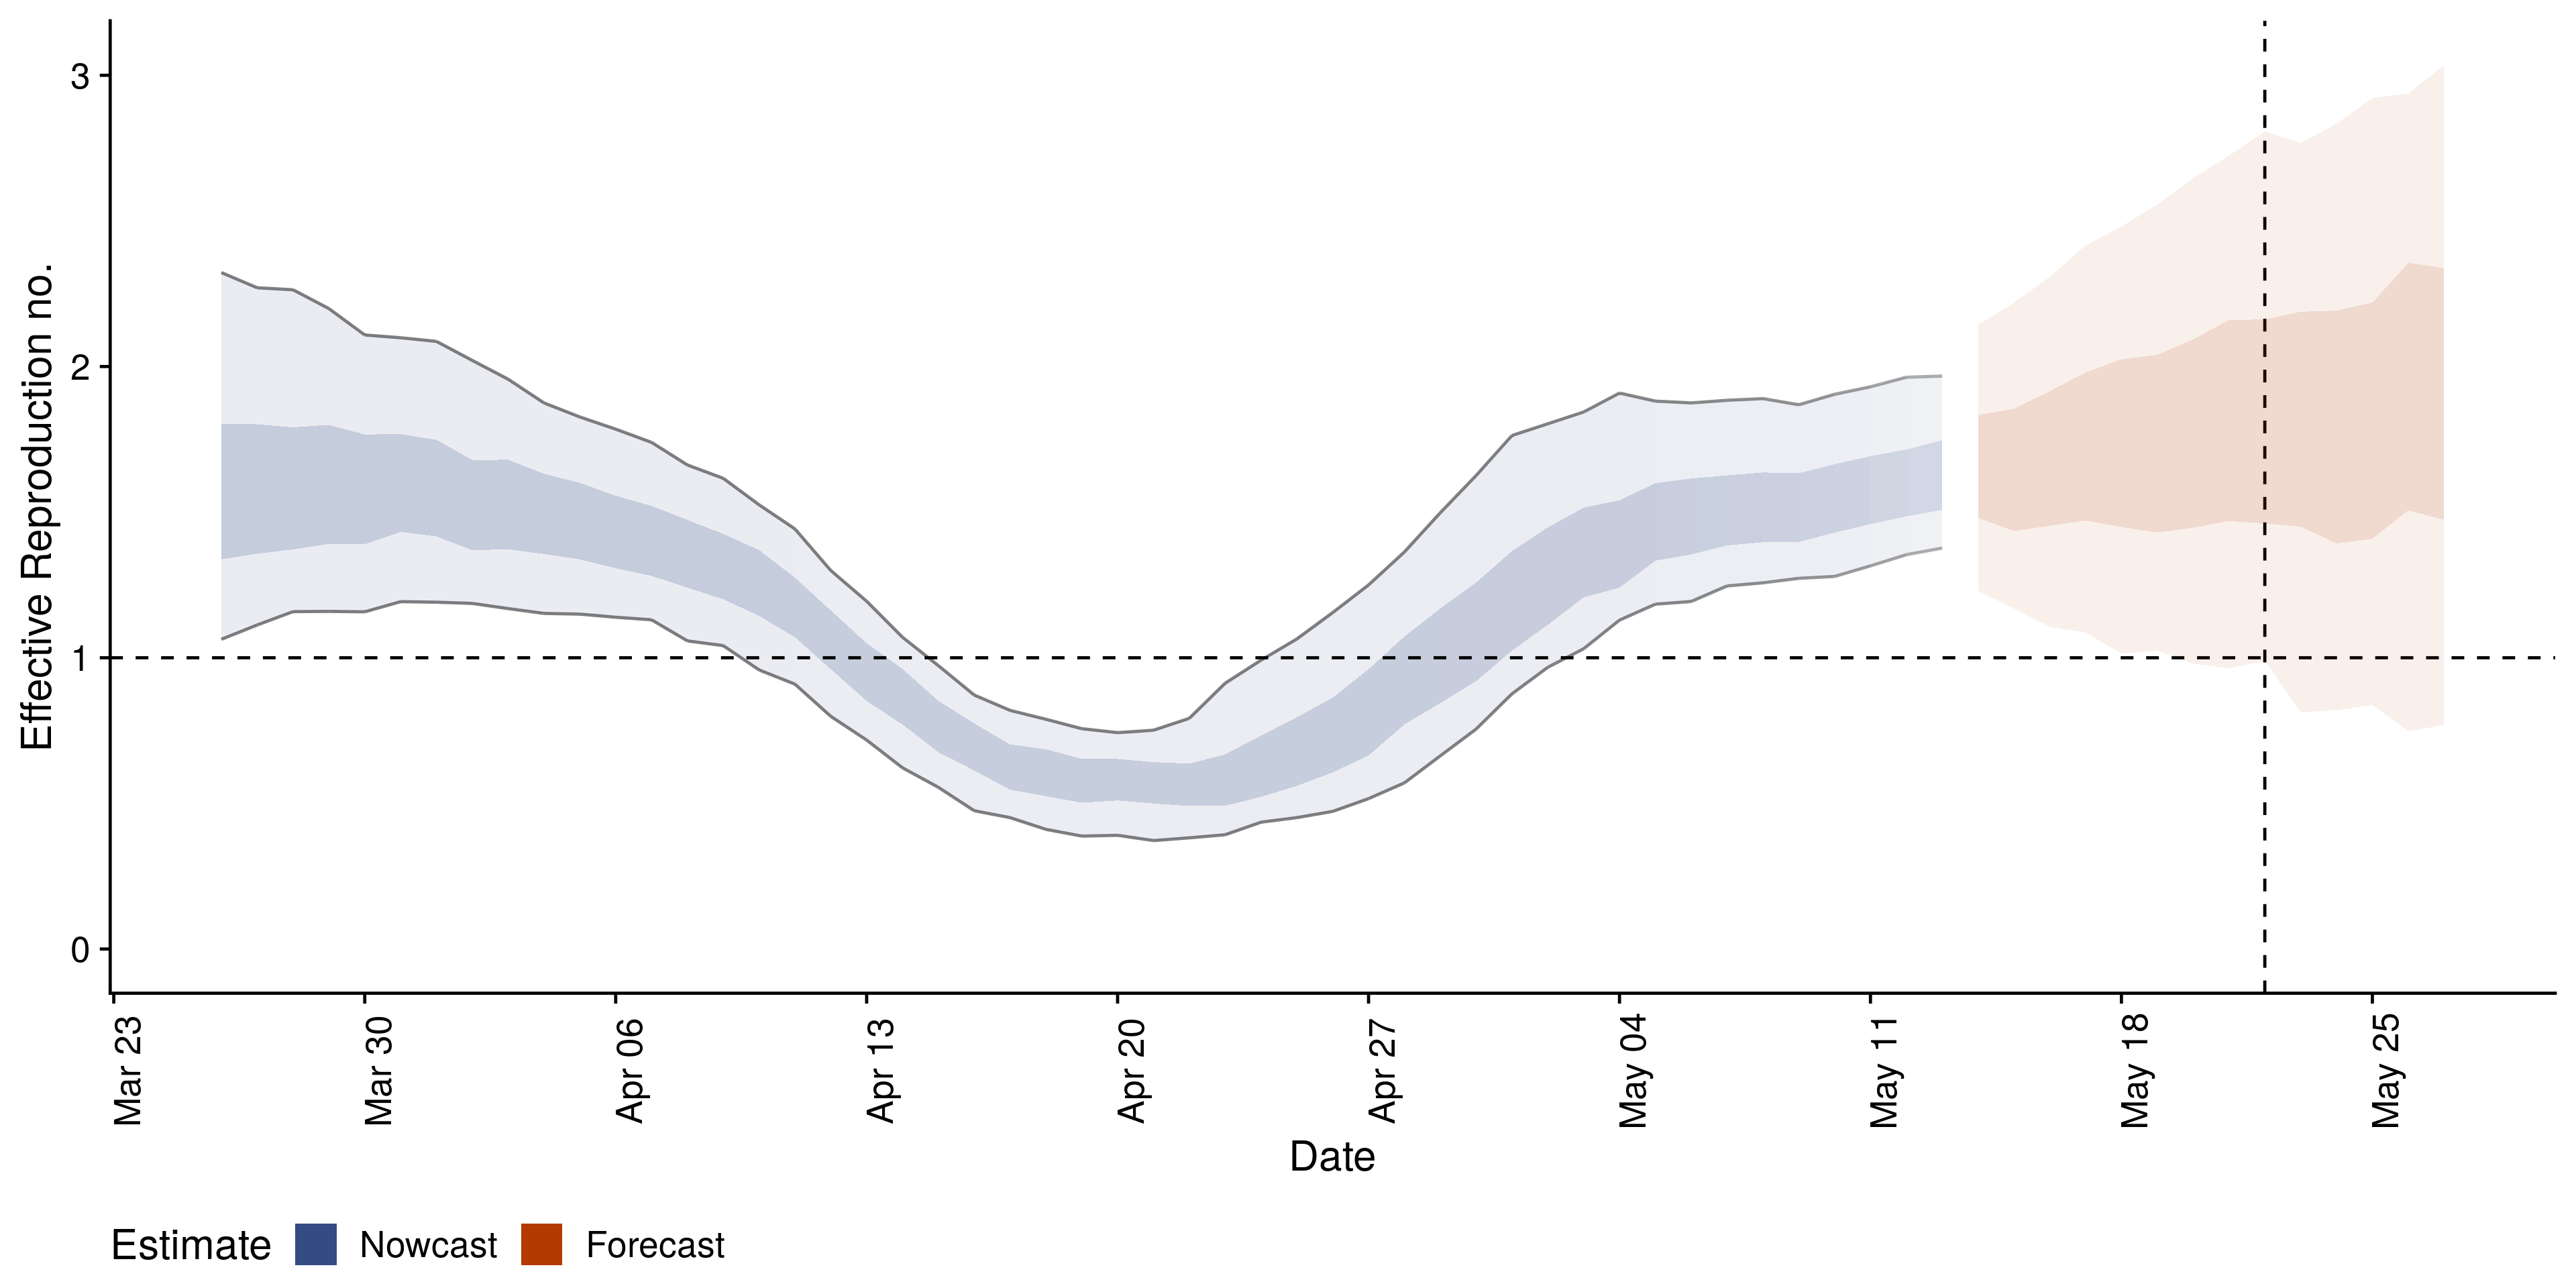 Effective Reproduction no.
3
2
1
0
Mar 23
Mar 30
Apr 06
Apr 13
Apr 20
Apr 27
May 04
May 11
May 18
May 25
Date
Estimate Nowcast Forecast